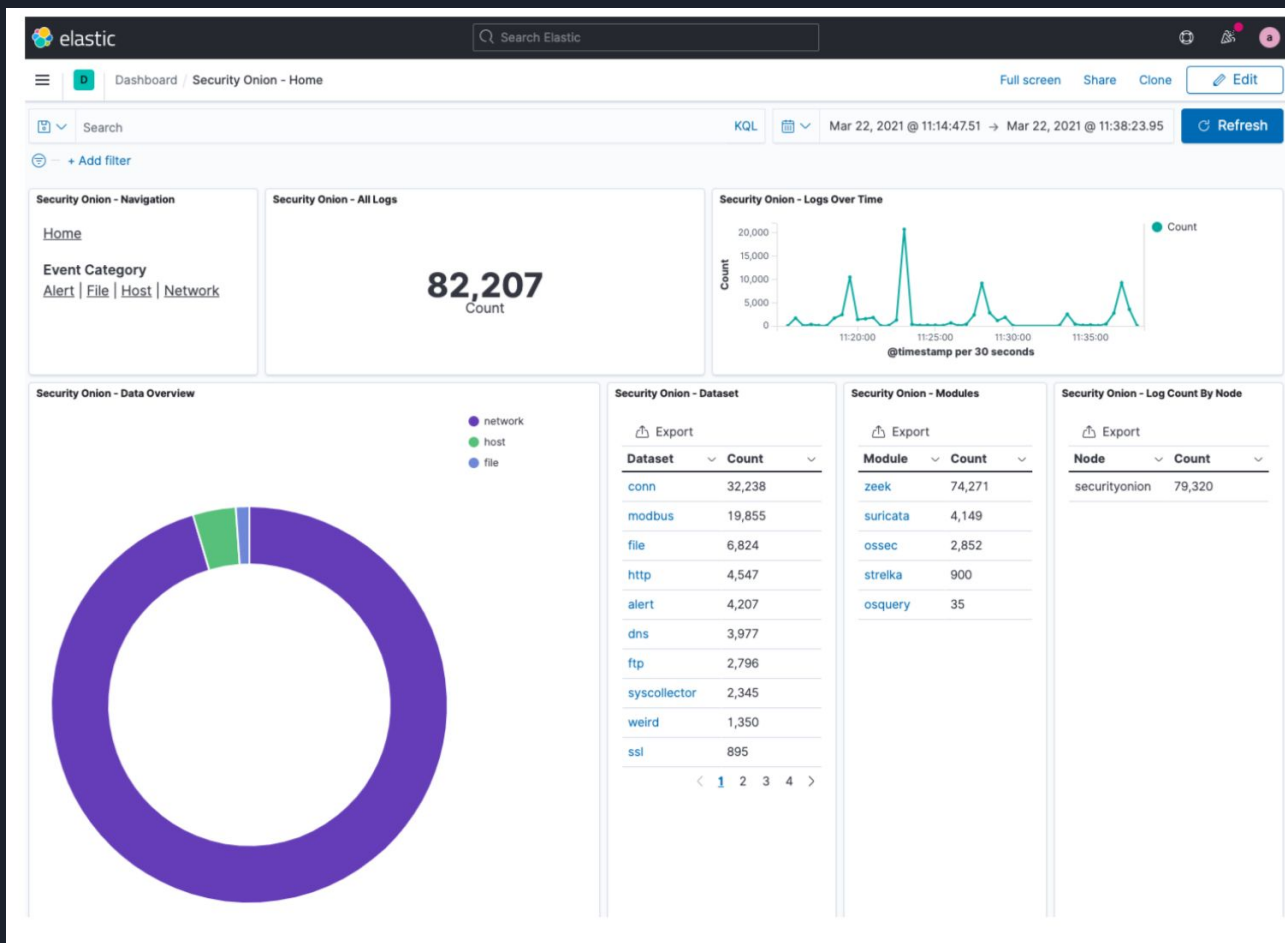 elastic
Search Elastic
a
D Dashboard / Security Onion - Home
Full screen Share Clone Edit
Search KQL Mar 22, 2021 @ 11:14:47.51 → Mar 22, 2021 @ 11:38:23.95 Refresh
+ Add filter
Security Onion - Navigation
Home
Event Category
Alert | File | Host | Network
Security Onion - All Logs
82,207
Count
Security Onion - Logs Over Time
Count
20,000
15,000
10,000
5,000
0
Count
11:20:00 11:25:00 11:30:00 11:35:00
@timestamp per 30 seconds
Security Onion - Data Overview
network
host
file
Security Onion - Dataset
Export
Dataset Count
conn 32,238
modbus 19,855
file 6,824
http 4,547
alert 4,207
dns 3,977
ftp 2,796
syscollector 2,345
weird 1,350
ssl 895
< 1 2 3 4 >
Security Onion - Modules
Export
Module Count
zeek 74,271
suricata 4,149
ossec 2,852
strelka 900
osquery 35
Security Onion - Log Count By Node
Export
Node Count
securityonion 79,320